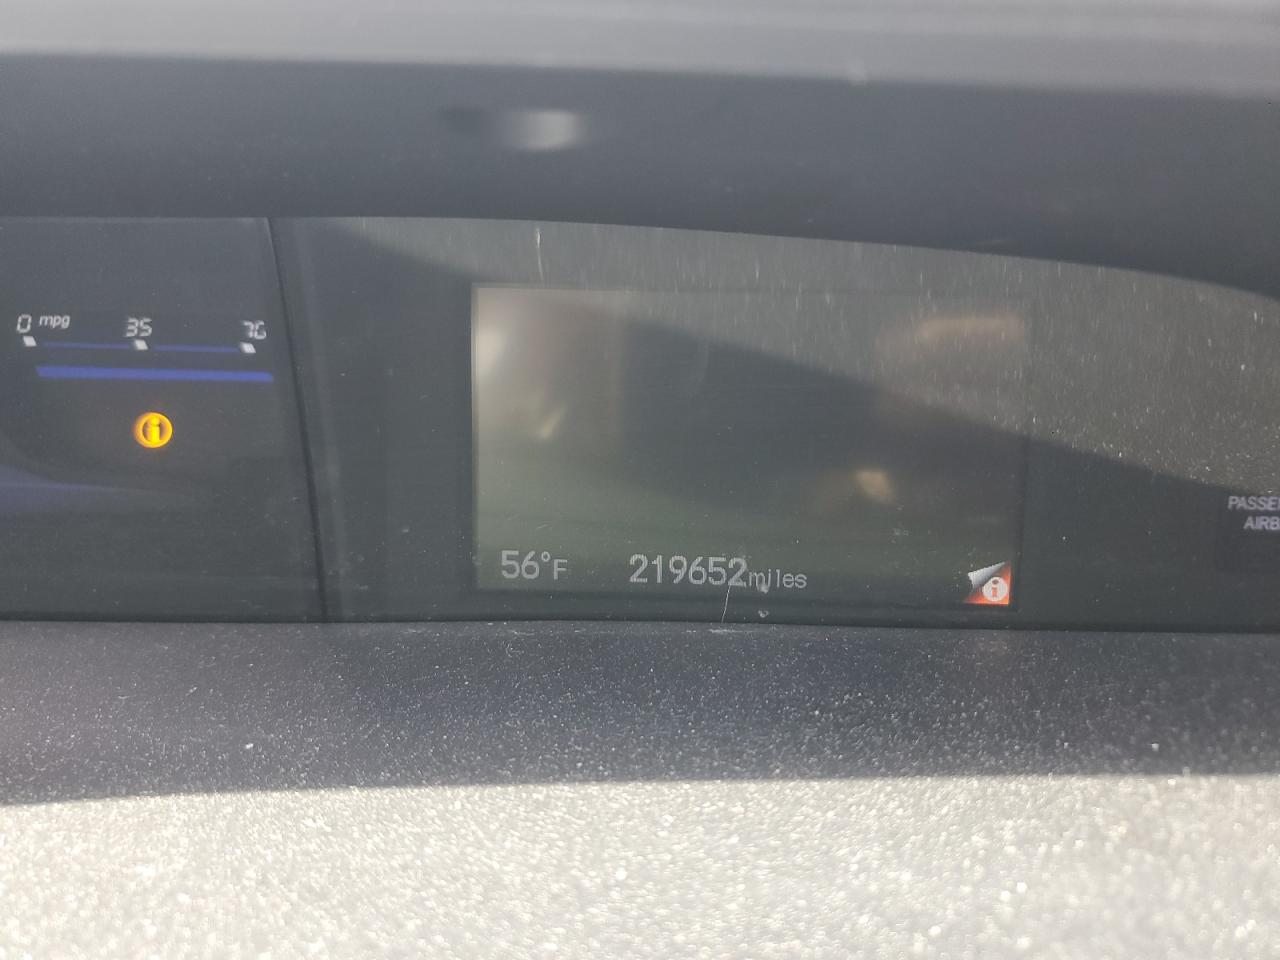 0 mpg 35 70
i
56°F 219652miles i
PASSE
AIRB